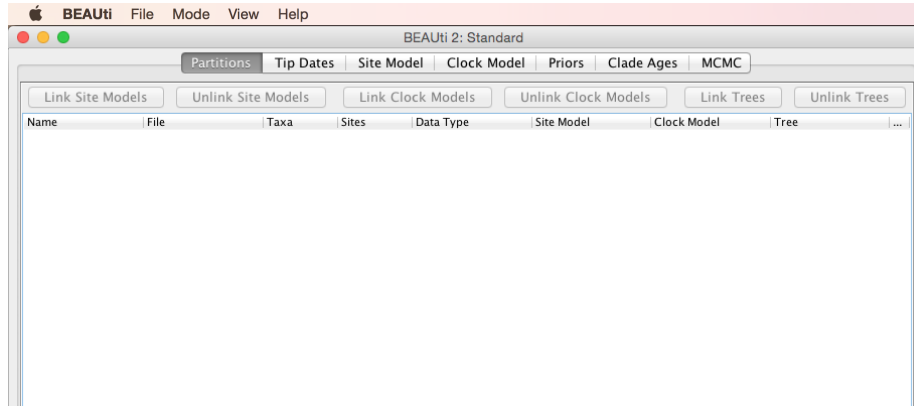 BEAUti File Mode View Help
BEAUti 2: Standard
Partitions Tip Dates Site Model Clock Model Priors Clade Ages MCMC
Link Site Models Unlink Site Models Link Clock Models Unlink Clock Models Link Trees Unlink Trees
Name File Taxa Sites Data Type Site Model Clock Model Tree ...